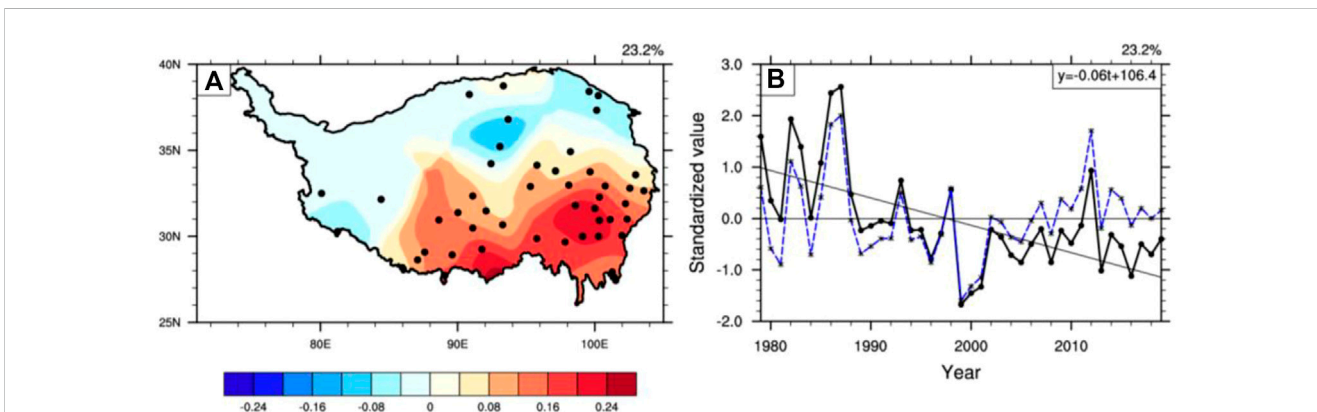 23.2%
A
40N
35N
30N
25N
80E
90E
100E
-0.24
-0.16
-0.08
0
0.08
0.16
0.24
23.2%
B
y=-0.06t+106.4
Standardized value
3.0
2.0
1.0
0.0
-1.0
-2.0
1980
1990
2000
2010
Year